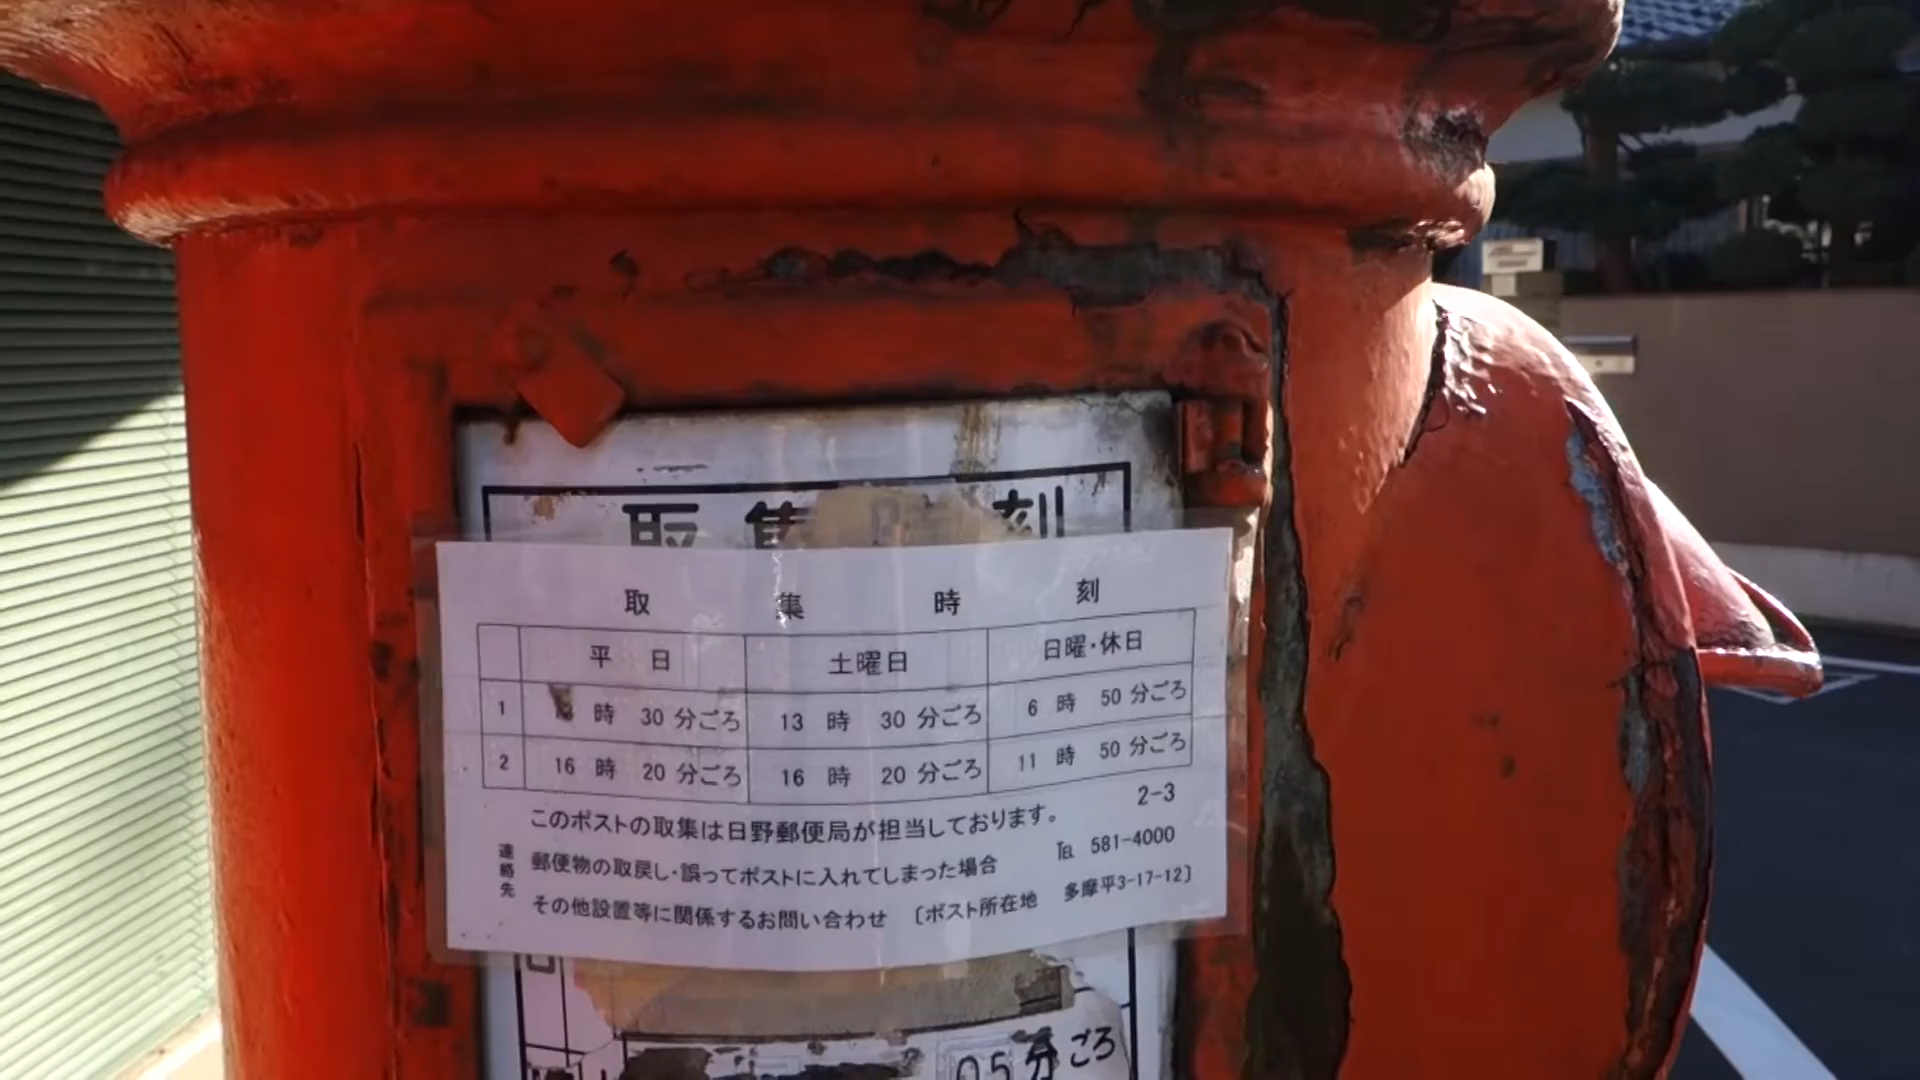 取集時刻
取集時刻
平日 土曜日 日曜・休日
1 時 30 分ごろ 13 時 30 分ごろ 6 時 50 分ごろ
2 16 時 20 分ごろ 16 時 20 分ごろ 11 時 50 分ごろ
2-3
このポストの取集は日野郵便局が担当しております。
連絡先
郵便物の取戻し・誤ってポストに入れてしまった場合 ℡ 581-4000
その他設置等に関係するお問い合わせ 〔ポスト所在地 多摩平3-17-12〕
05分ごろ